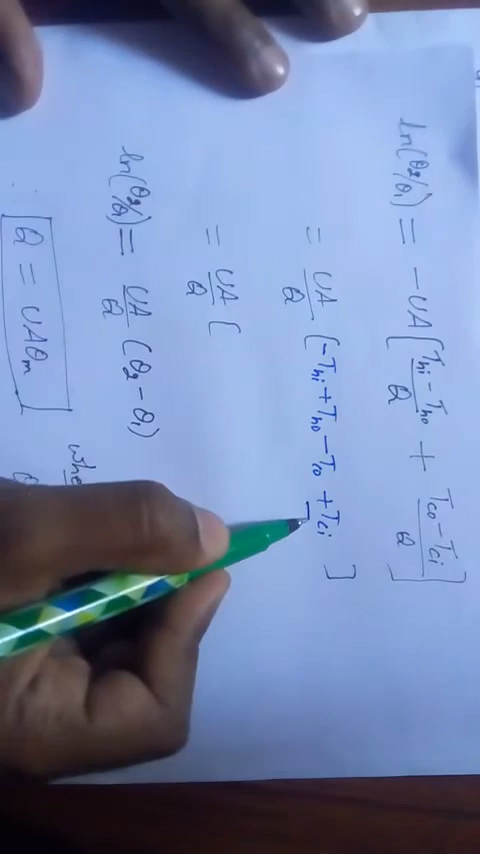 ln(θ2/θ1) = -UA[(Thi - Tho)/Q + (Tco - Tci)/Q]
= UA/Q (-Thi + Tho - Tco + Tci]
= UA/Q (
ln(θ2/θ1) = UA/Q (θ2 - θ1)
Q = UAθm